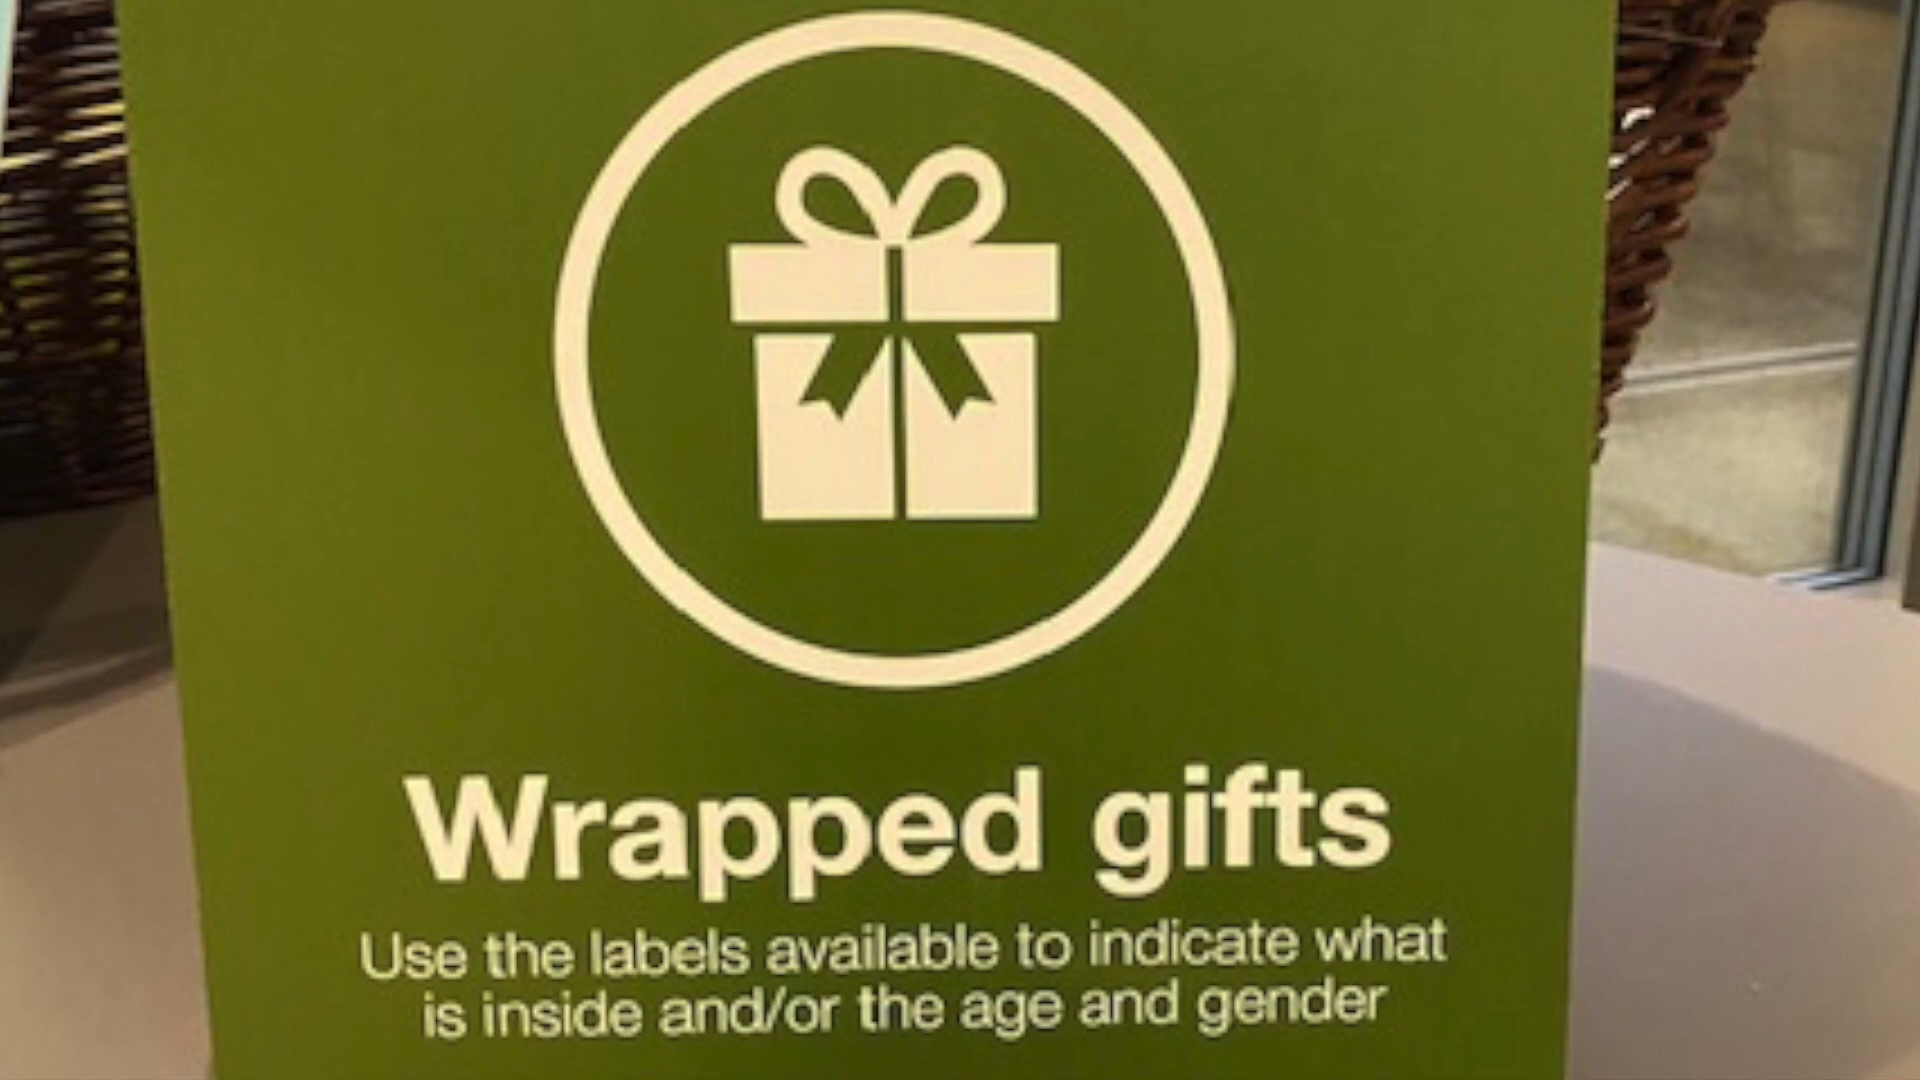 Wrapped gifts
Use the labels available to indicate what
is inside and/or the age and gender